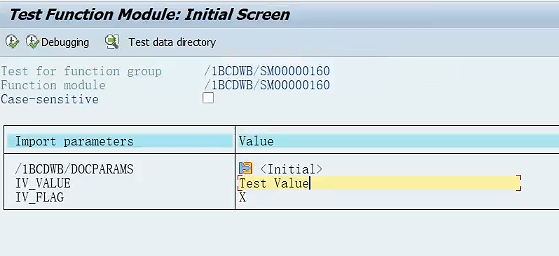 Test Function Module: Initial Screen
Debugging Test data directory
Test for function group /1BCDWB/SM00000160
Function module /1BCDWB/SM00000160
Case-sensitive
Import parameters Value
/1BCDWB/DOCPARAMS <Initial>
IV_VALUE Test Value
IV_FLAG X